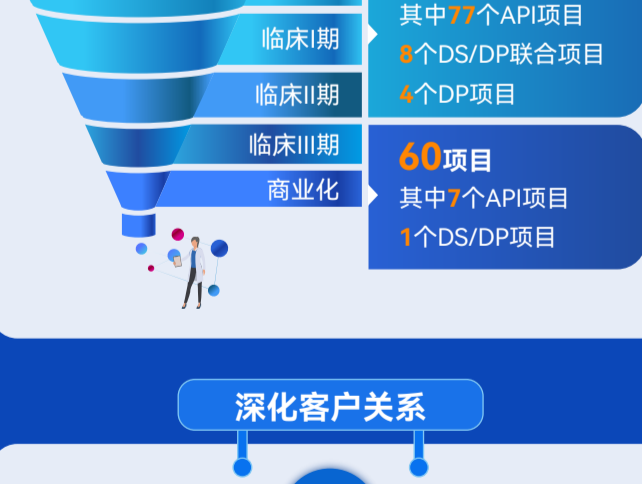 其中77个API项目
临床I期
8个DS/DP联合项目
临床II期
4个DP项目
临床III期
60项目
商业化
其中7个API项目
1个DS/DP项目
深化客户关系